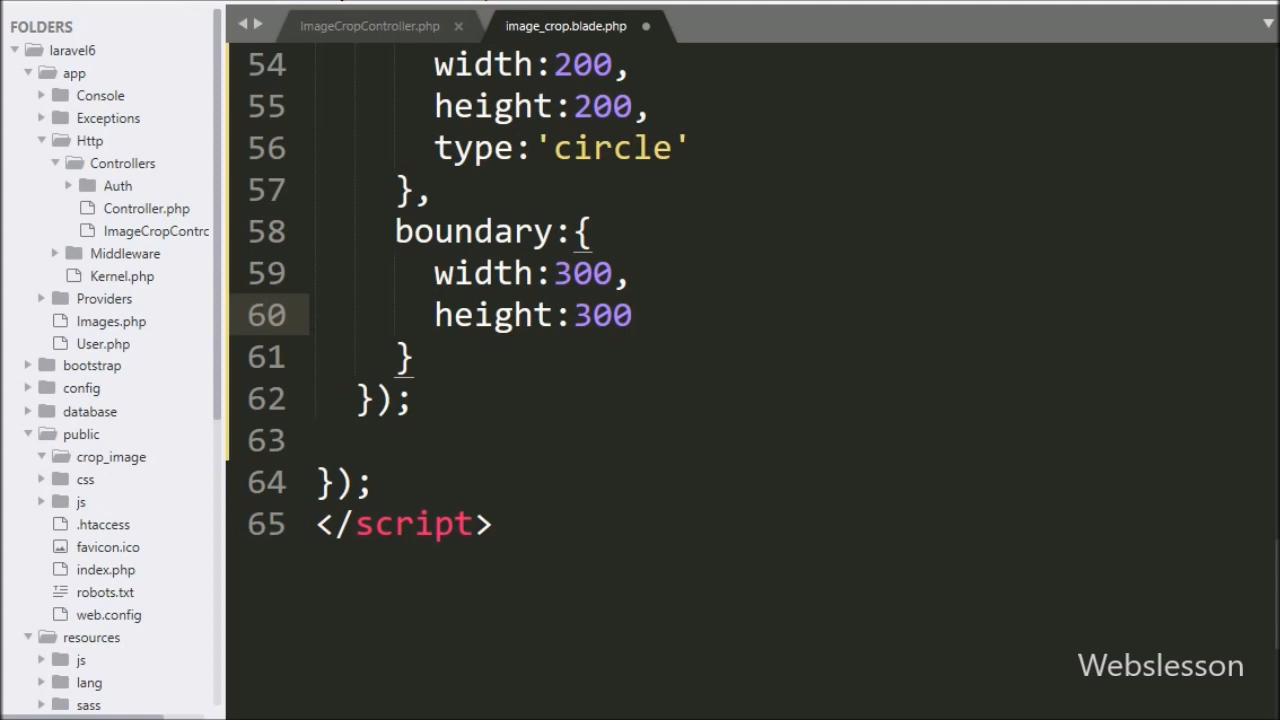 FOLDERS
laravel6
app
Console
Exceptions
Http
Controllers
Auth
Controller.php
ImageCropContrc
Middleware
Kernel.php
Providers
Images.php
User.php
bootstrap
config
database
public
crop_image
css
js
.htaccess
favicon.ico
index.php
robots.txt
web.config
resources
js
lang
sass
ImageCropController.php
image_crop.blade.php
54 width:200,
55 height:200,
56 type:'circle'
57 },
58 boundary:{
59 width:300,
60 height:300
61 }
62 });
63
64 });
65 </script>
Webslesson